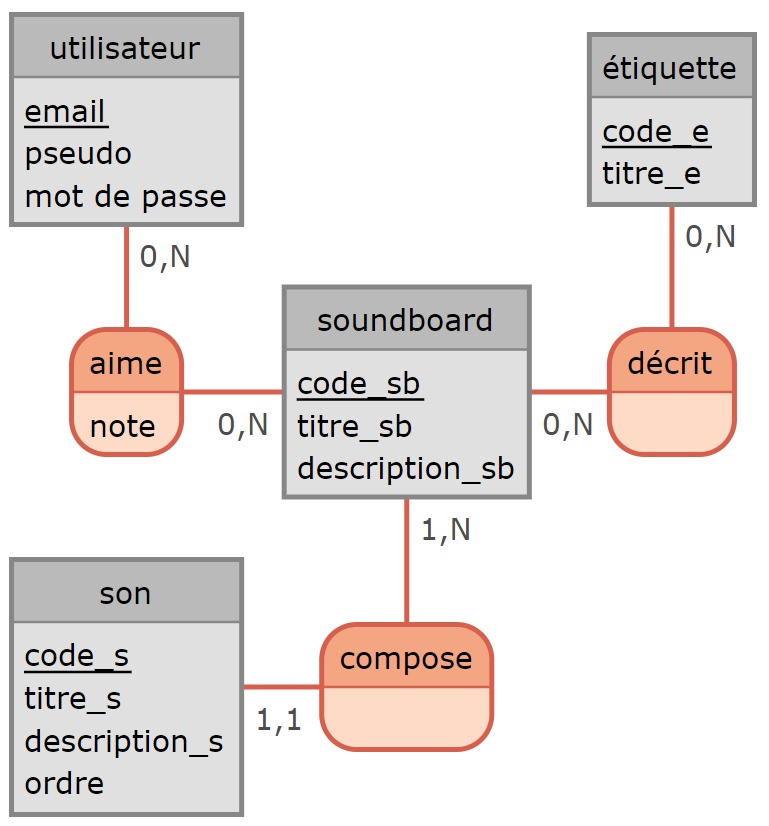 utilisateur
email
pseudo
mot de passe
0,N
étiquette
code_e
titre_e
0,N
aime
note
0,N
soundboard
code_sb
titre_sb
description_sb
0,N
décrit
1,N
son
code_s
titre_s
description_s
ordre
1,1
compose